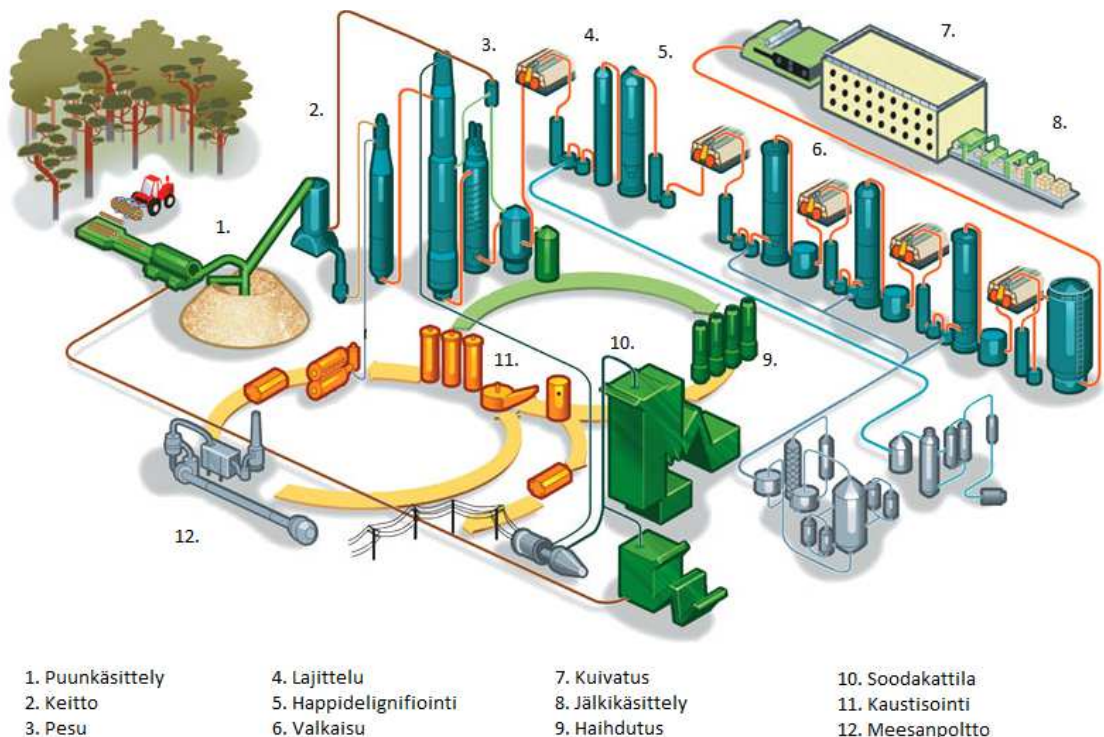 7.
3.
4.
5.
8.
2.
6.
1.
10.
11.
9.
12.
1. Puunkäsittely
2. Keitto
3. Pesu
4. Lajittelu
5. Happidelignifiointi
6. Valkaisu
7. Kuivatus
8. Jälkikäsittely
9. Haihdutus
10. Soodakattila
11. Kaustisointi
12. Meesanpoltto